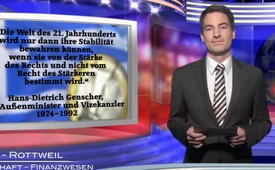 Die Welt des 21. Jahrhunderts
wird nur dann ihre Stabilität
bewahren können,
wenn sie von der Stärke
des Rechts und nicht vom
Recht des Stärkeren
bestimmt wird."
Hans-Dietrich Genscher,
Außenminister und Vizekanzler
1974-1992
- Rottweil
CHAFT - FINANZWESEN